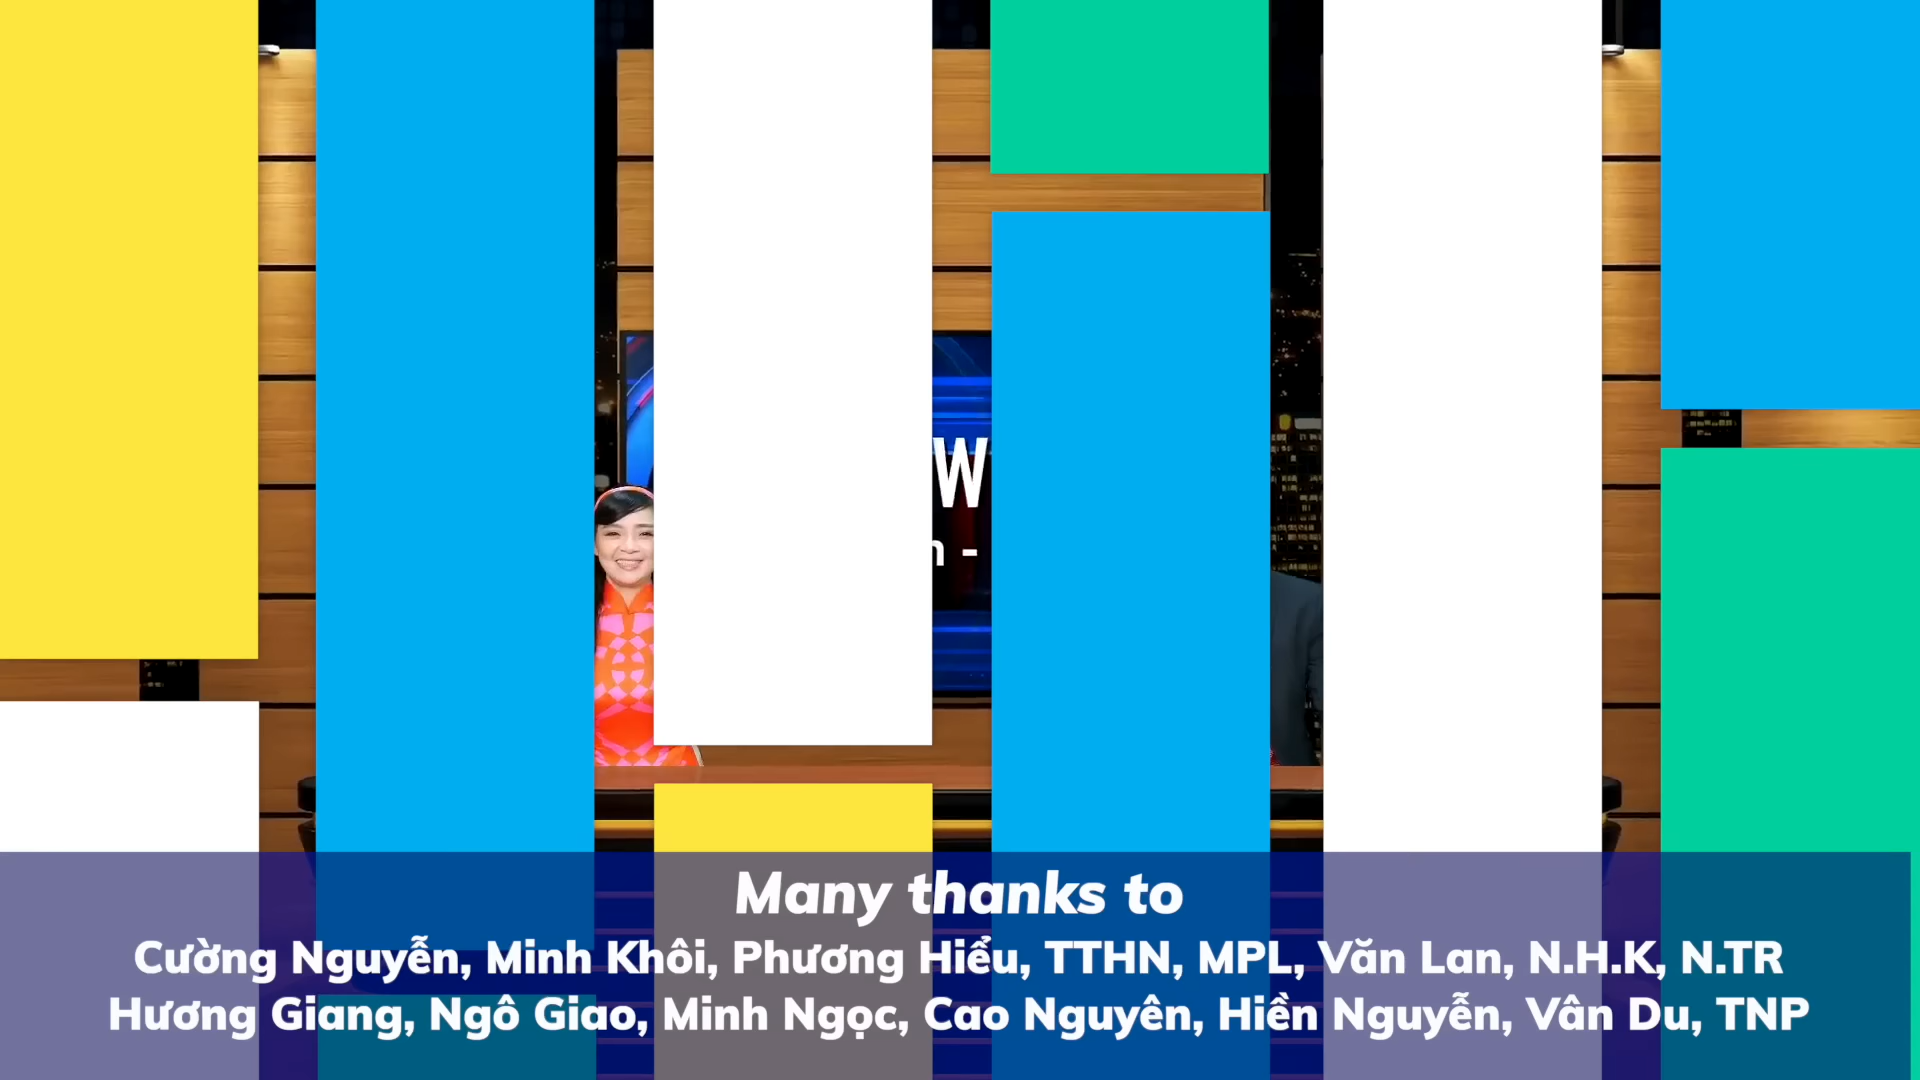 W
n -
Many thanks to
Cường Nguyễn, Minh Khôi, Phương Hiểu, TTHN, MPL, Văn Lan, N.H.K, N.TR
Hương Giang, Ngô Giao, Minh Ngọc, Cao Nguyên, Hiền Nguyễn, Vân Du, TNP